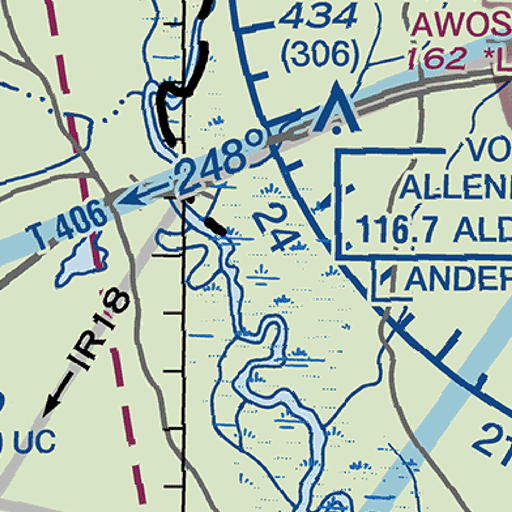 434
(306)
AWOS
162 *L
248°
VO
ALLEN
116.7 ALD
T 406
24
ANDER
IR18
UC
21